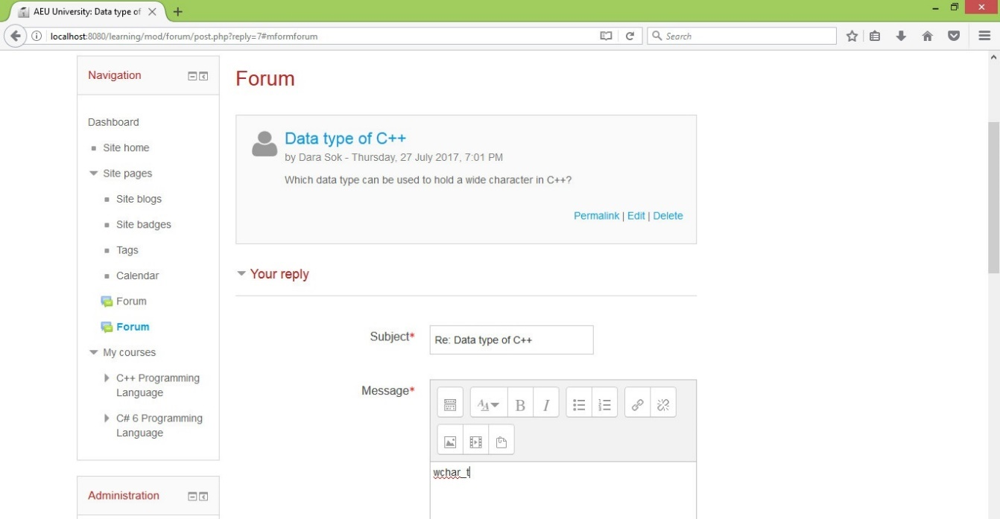 AEU University: Data type of
localhost:8080/learning/mod/forum/post.php?reply=7#mformforum
Search
Navigation
Dashboard
Site home
Site pages
Site blogs
Site badges
Tags
Calendar
Forum
Forum
My courses
C++ Programming
Language
C# 6 Programming
Language
Administration
Forum
Data type of C++
by Dara Sok - Thursday, 27 July 2017, 7:01 PM
Which data type can be used to hold a wide character in C++?
Permalink | Edit | Delete
Your reply
Subject*
Re: Data type of C++
Message*
wchar_t